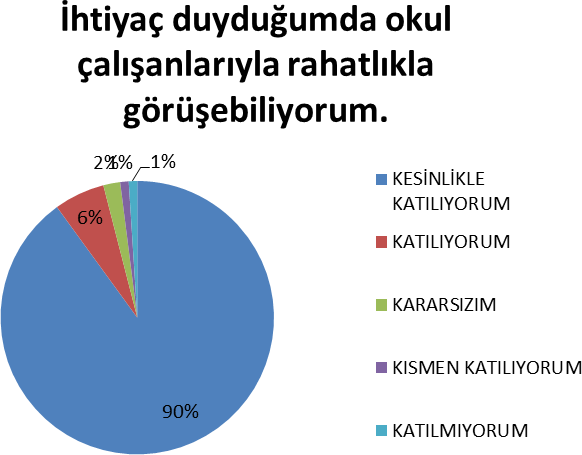 İhtiyaç duyduğumda okul
çalışanlarıyla rahatlıkla
görüşebiliyorum.
2%
1%
1%
6%
90%
KESİNLİKLE
KATILIYORUM
KATILIYORUM
KARARSIZIM
KISMEN KATILIYORUM
KATILMIYORUM